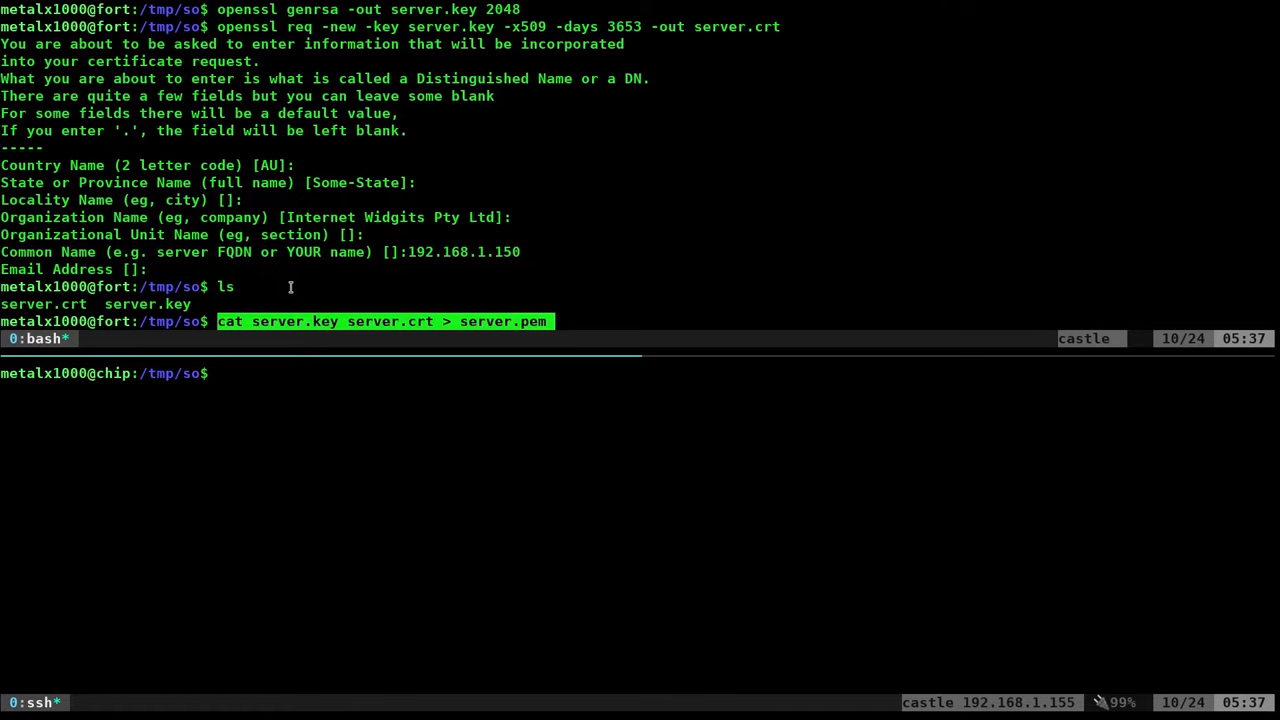 metalx1000@fort:/tmp/so$ openssl genrsa -out server.key 2048
metalx1000@fort:/tmp/so$ openssl req -new -key server.key -x509 -days 3653 -out server.crt
You are about to be asked to enter information that will be incorporated
into your certificate request.
What you are about to enter is what is called a Distinguished Name or a DN.
There are quite a few fields but you can leave some blank
For some fields there will be a default value,
If you enter '.', the field will be left blank.
-----
Country Name (2 letter code) [AU]:
State or Province Name (full name) [Some-State]:
Locality Name (eg, city) []:
Organization Name (eg, company) [Internet Widgits Pty Ltd]:
Organizational Unit Name (eg, section) []:
Common Name (e.g. server FQDN or YOUR name) []:192.168.1.150
Email Address []:
metalx1000@fort:/tmp/so$ ls
server.crt  server.key
metalx1000@fort:/tmp/so$ cat server.key server.crt > server.pem
0:bash* castle 10/24 05:37
metalx1000@chip:/tmp/so$
0:ssh* castle 192.168.1.155 99% 10/24 05:37